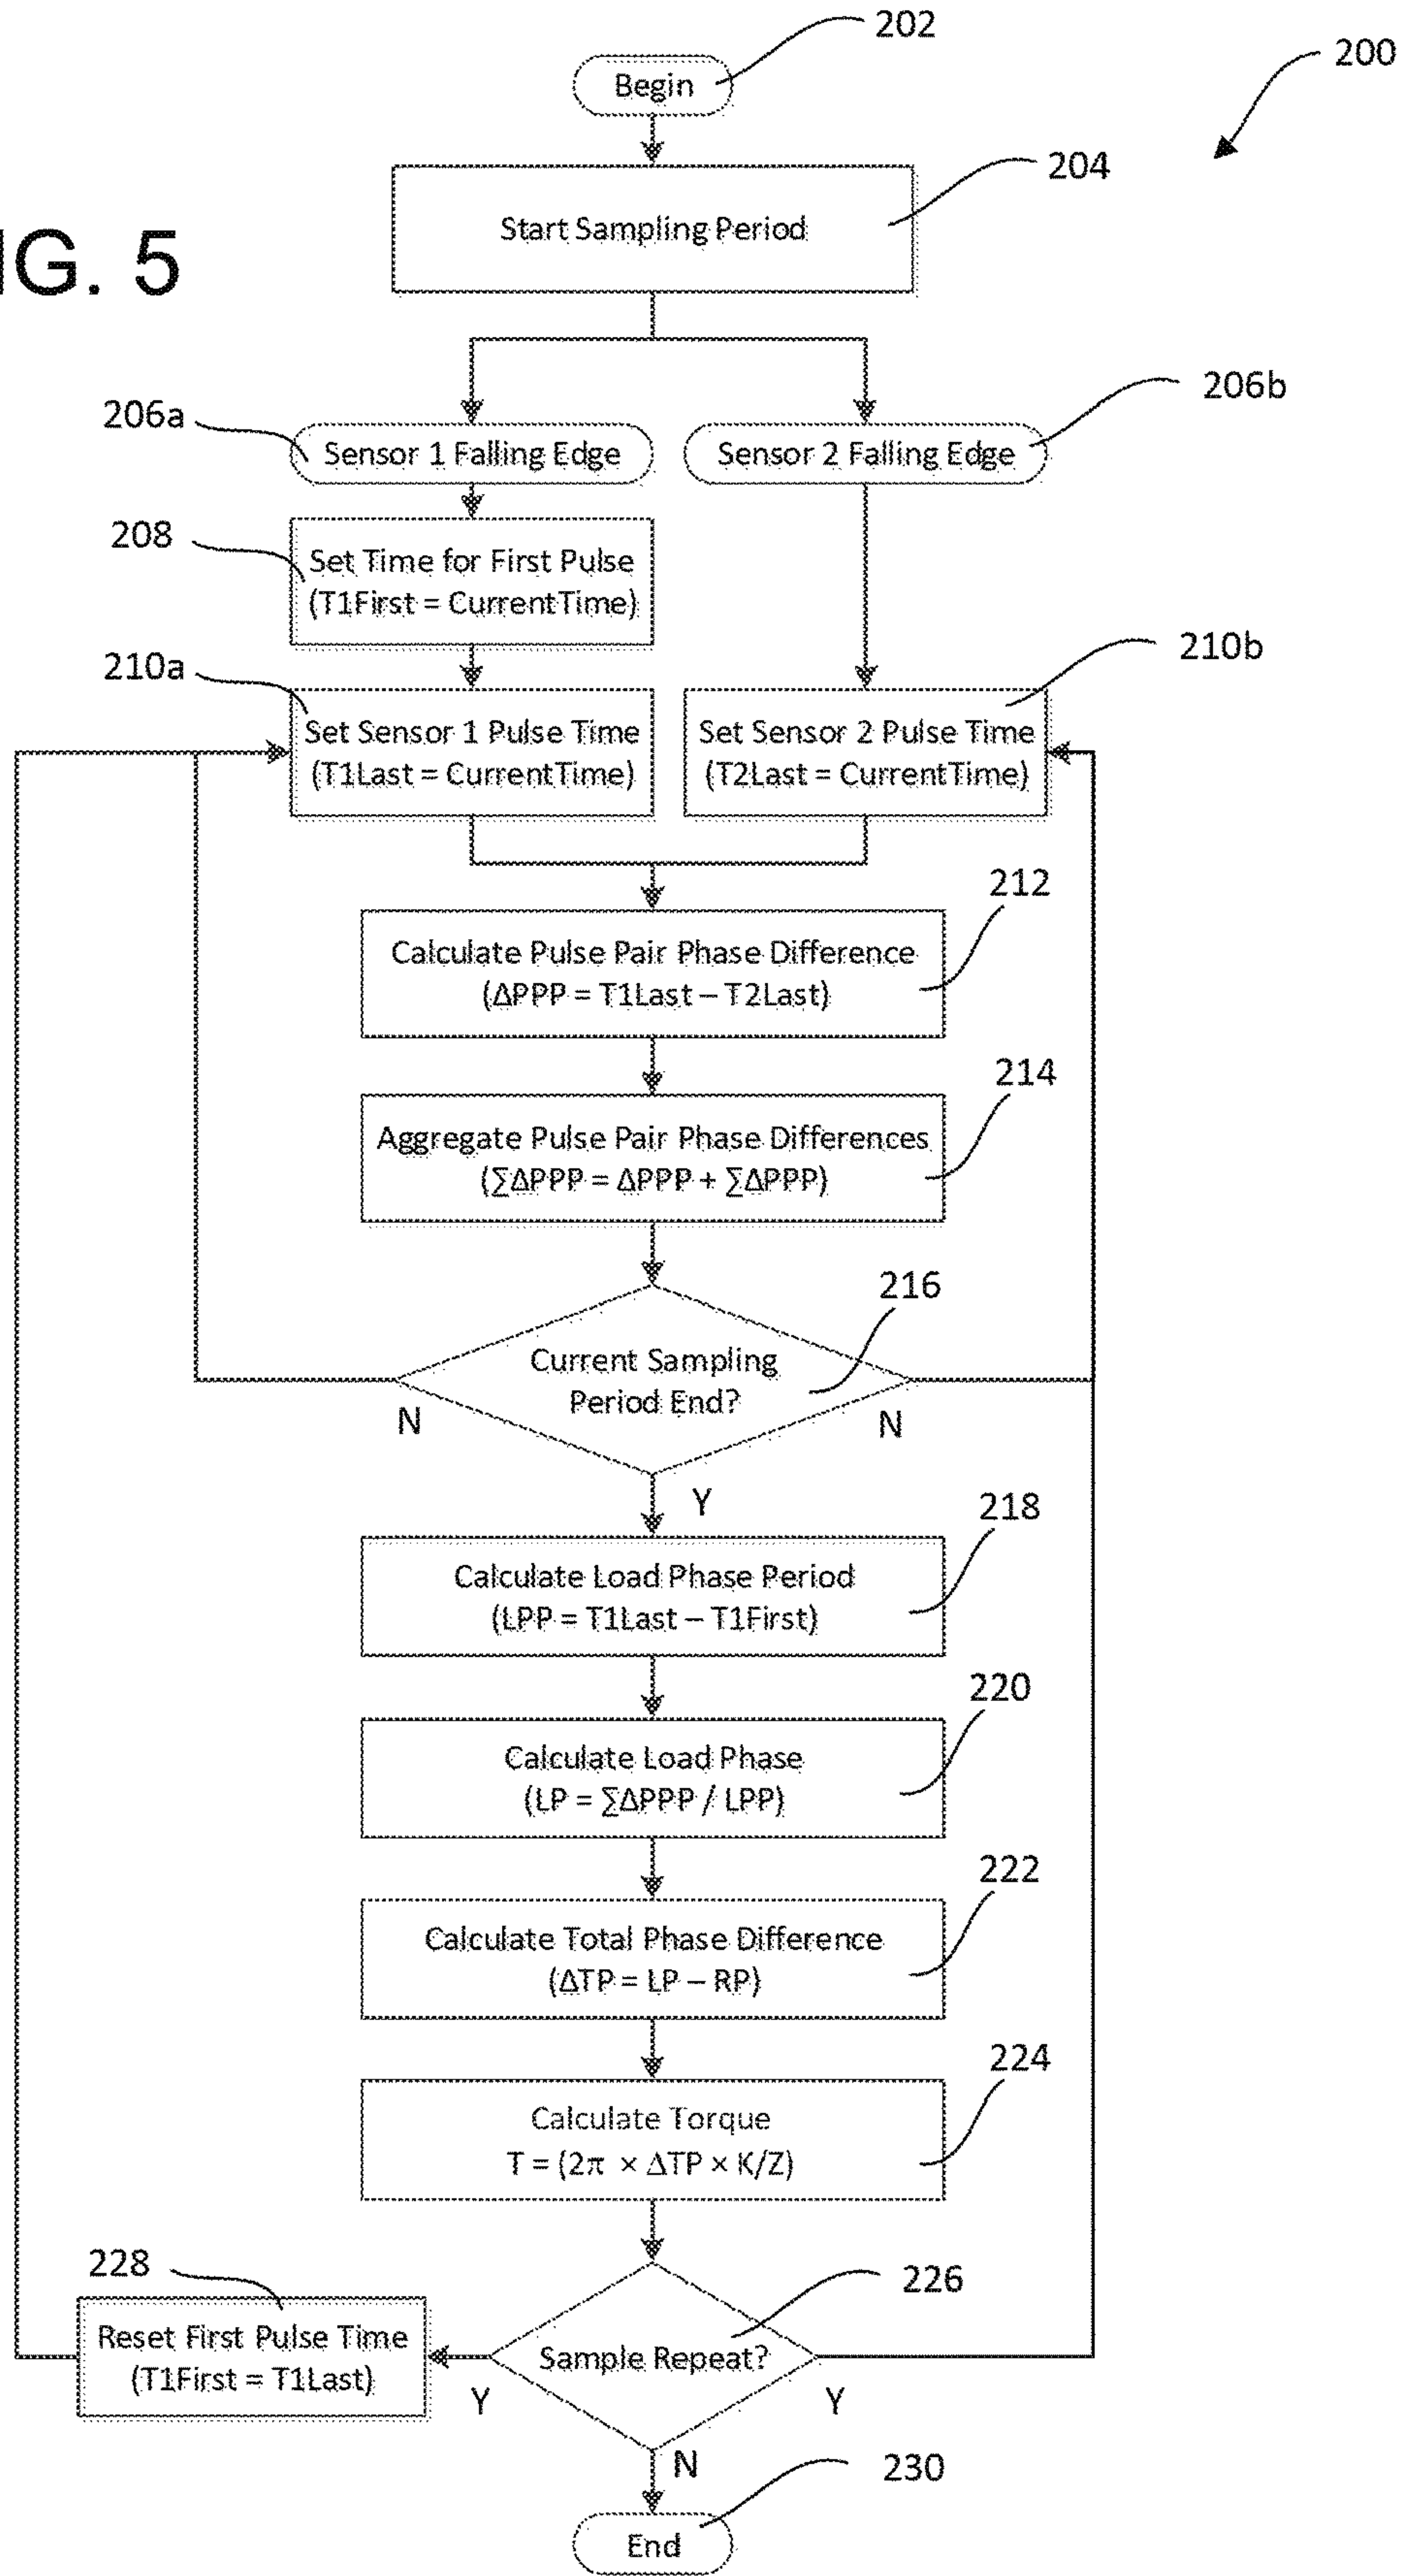 202
200
Begin
204
Start Sampling Period
IG. 5
206a
206b
Sensor 1 Falling Edge
Sensor 2 Falling Edge
208
Set Time for First Pulse
(T1First = CurrentTime)
210a
210b
Set Sensor 1 Pulse Time
(T1Last = CurrentTime)
Set Sensor 2 Pulse Time
(T2Last = CurrentTime)
212
Calculate Pulse Pair Phase Difference
(ΔPPP = T1Last – T2Last)
214
Aggregate Pulse Pair Phase Differences
(∑ΔPPP = ΔPPP + ∑ΔPPP)
216
Current Sampling
Period End?
N
N
Y
218
Calculate Load Phase Period
(LPP = T1Last – T1First)
220
Calculate Load Phase
(LP = ∑ΔPPP / LPP)
222
Calculate Total Phase Difference
(ΔTP = LP – RP)
224
Calculate Torque
T = (2π × ΔTP × K/Z)
228
226
Reset First Pulse Time
(T1First = T1Last)
Sample Repeat?
Y
Y
N
230
End